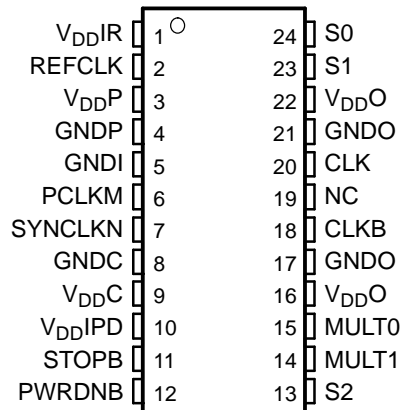 VDDIR 1 24 S0
REFCLK 2 23 S1
VDDP 3 22 VDDO
GNDP 4 21 GNDO
GNDI 5 20 CLK
PCLKM 6 19 NC
SYNCLKN 7 18 CLKB
GNDC 8 17 GNDO
VDDC 9 16 VDDO
VDDIPD 10 15 MULT0
STOPB 11 14 MULT1
PWRDNB 12 13 S2